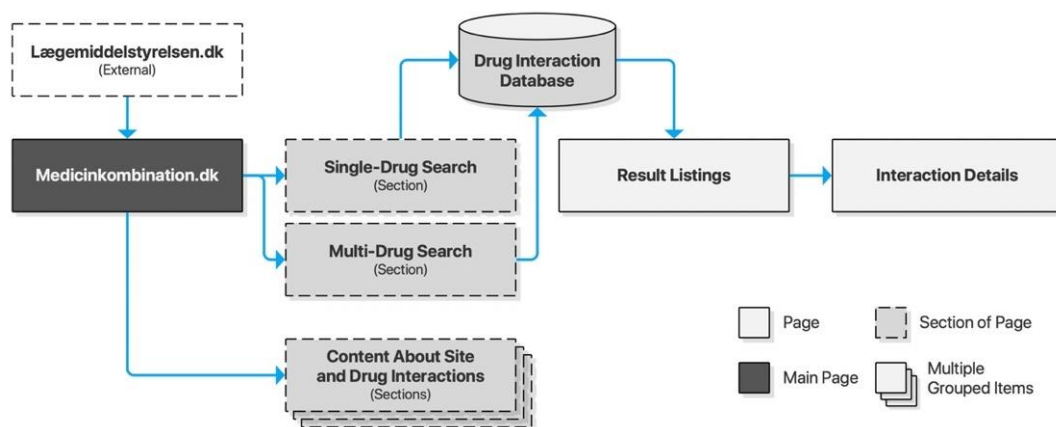 Lægemiddelstyrelsen.dk
(External)
Drug Interaction
Database
Medicinkombination.dk
Single-Drug Search
(Section)
Result Listings
Interaction Details
Multi-Drug Search
(Section)
Content About Site
and Drug Interactions
(Sections)
Page
Section of Page
Main Page
Multiple
Grouped Items